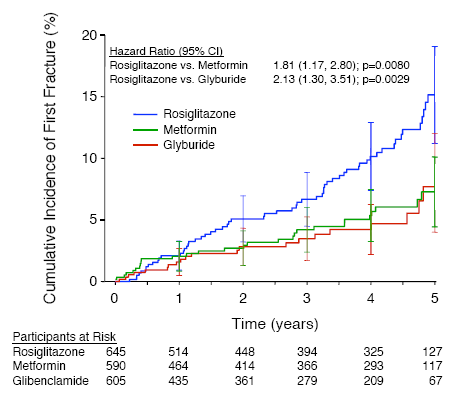 Cumulative Incidence of First Fracture (%)
20
15
10
5
0
Hazard Ratio (95% CI)
Rosiglitazone vs. Metformin 1.81 (1.17, 2.80); p=0.0080
Rosiglitazone vs. Glyburide 2.13 (1.30, 3.51); p=0.0029
Rosiglitazone
Metformin
Glyburide
0 1 2 3 4 5
Time (years)
Participants at Risk
Rosiglitazone 645 514 448 394 325 127
Metformin 590 464 414 366 293 117
Glibenclamide 605 435 361 279 209 67